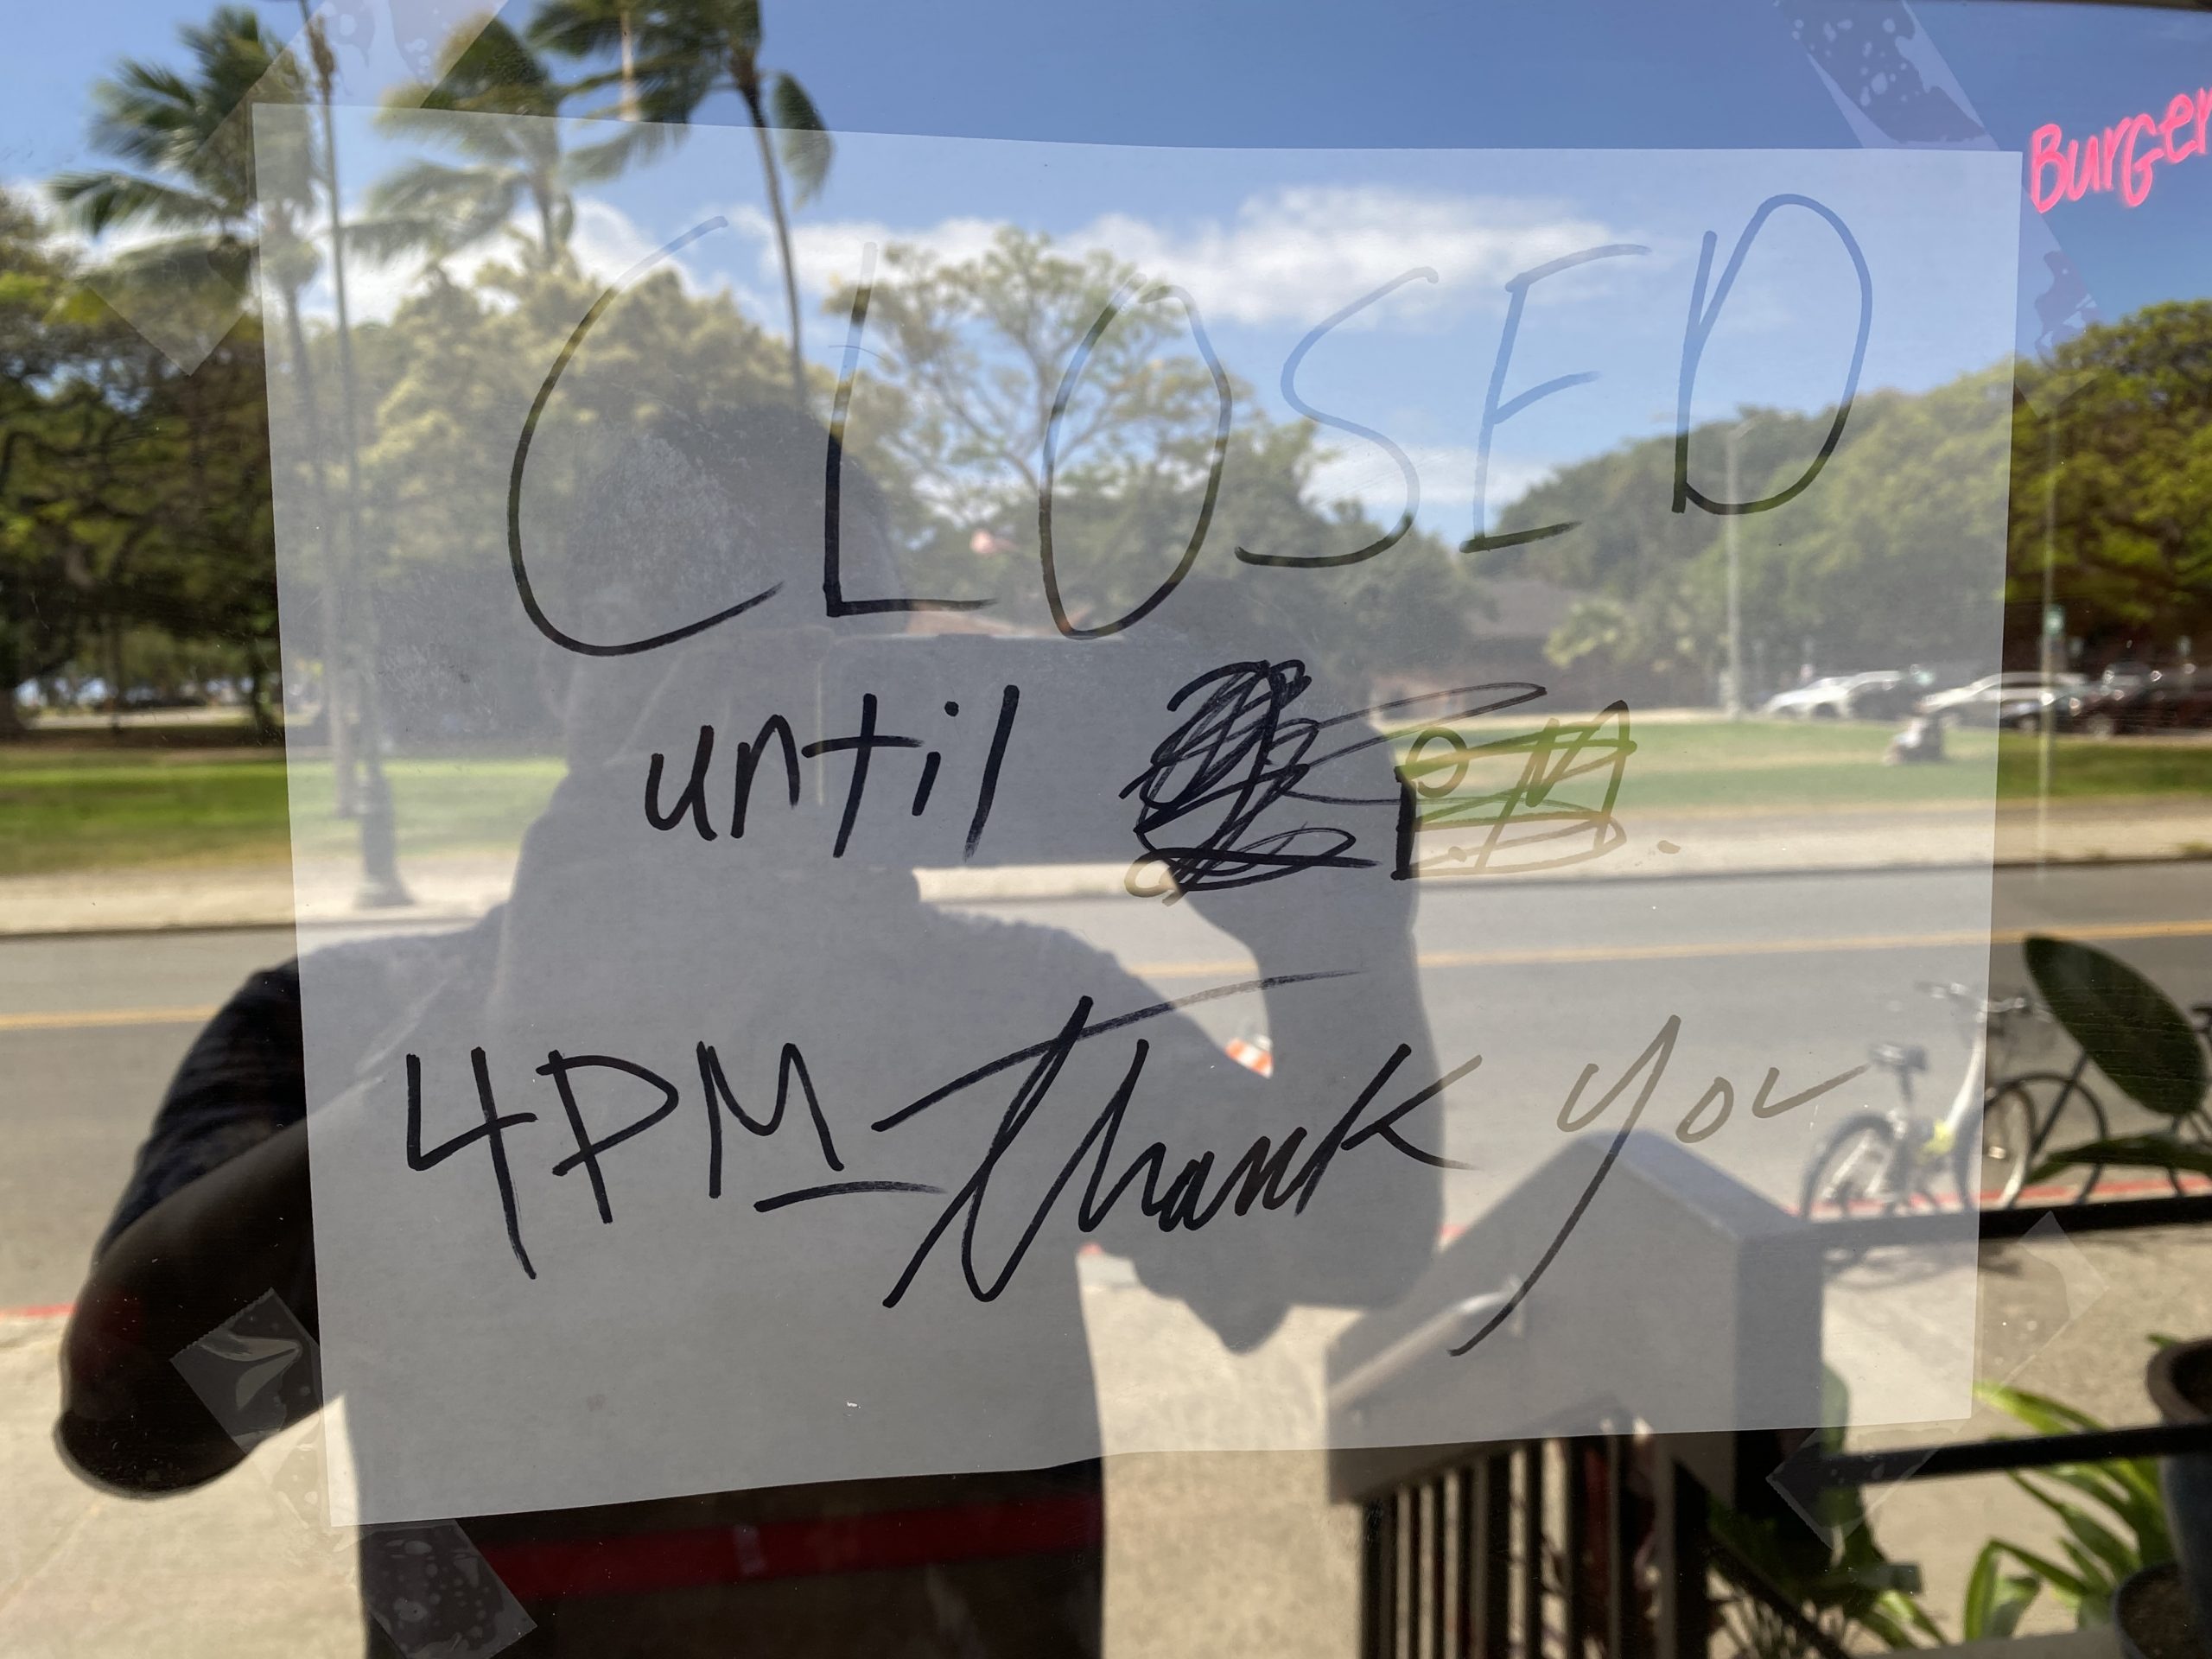 Burger
CLOSED
until
4PM Thank you